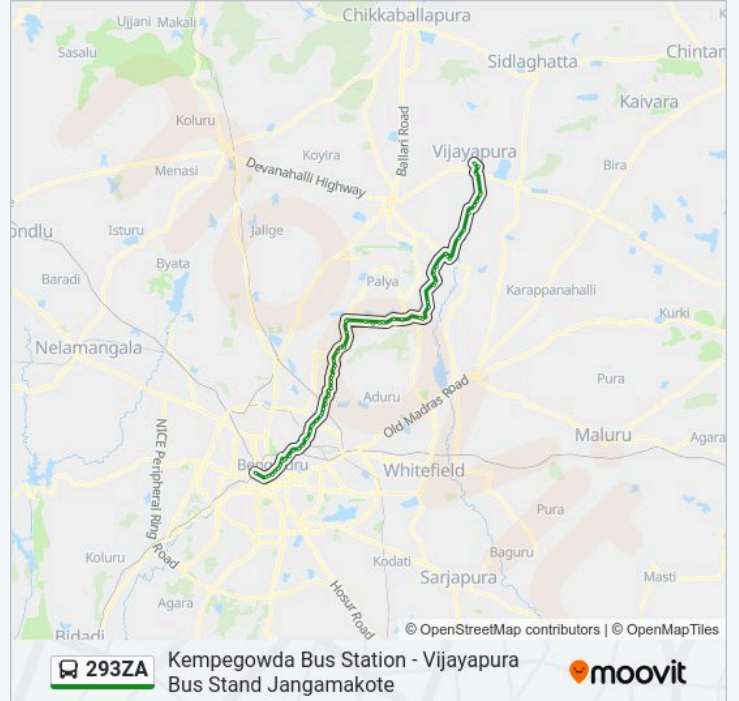 Chikkaballapura
Ujjani
Makali
Sasalu
Sidlaghatta
Chintar
Kaivara
Koluru
Ballari Road
Koyira
Vijayapura
Menasi
Devanahalli Highway
Bira
ondlu
Isturu
Jalige
Byata
Baradi
Palya
Karappanahalli
Kurki
Nelamangala
Pura
Aduru
Old Madras Road
NICE Peripheral Ring Road
Maluru
Agara
Bengaluru
Whitefield
Pura
Baguru
Koluru
Kodati
Sarjapura
Masti
Agara
Hosur Road
Bidadi
moovit
© OpenStreetMap contributors | © OpenMapTiles
293ZA
Kempegowda Bus Station - Vijayapura
Bus Stand Jangamakote
moovit